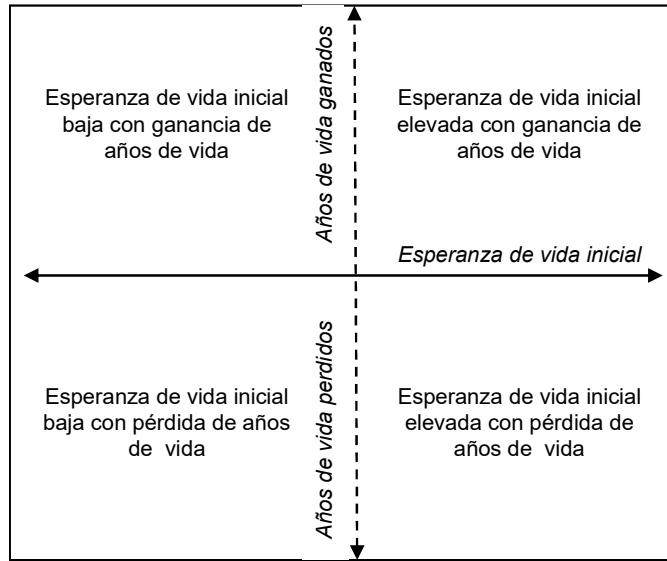 Esperanza de vida inicial
baja con ganancia de
años de vida
Años de vida ganados
Esperanza de vida inicial
elevada con ganancia de
años de vida
Esperanza de vida inicial
Esperanza de vida inicial
baja con pérdida de años
de vida
Años de vida perdidos
Esperanza de vida inicial
elevada con pérdida de
años de vida